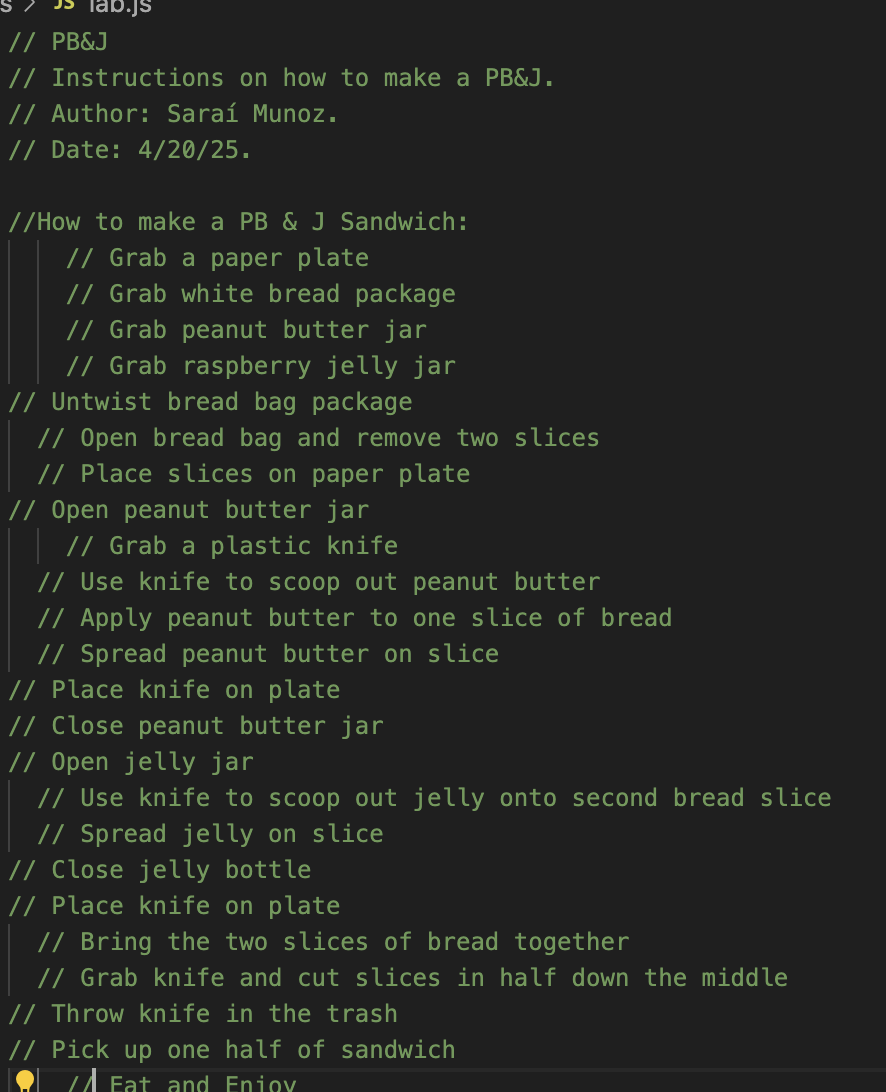 s > JS lab.js
// PB&J
// Instructions on how to make a PB&J.
// Author: Saraí Munoz.
// Date: 4/20/25.
//How to make a PB & J Sandwich:
// Grab a paper plate
// Grab white bread package
// Grab peanut butter jar
// Grab raspberry jelly jar
// Untwist bread bag package
// Open bread bag and remove two slices
// Place slices on paper plate
// Open peanut butter jar
// Grab a plastic knife
// Use knife to scoop out peanut butter
// Apply peanut butter to one slice of bread
// Spread peanut butter on slice
// Place knife on plate
// Close peanut butter jar
// Open jelly jar
// Use knife to scoop out jelly onto second bread slice
// Spread jelly on slice
// Close jelly bottle
// Place knife on plate
// Bring the two slices of bread together
// Grab knife and cut slices in half down the middle
// Throw knife in the trash
// Pick up one half of sandwich
// Eat and Enjoy